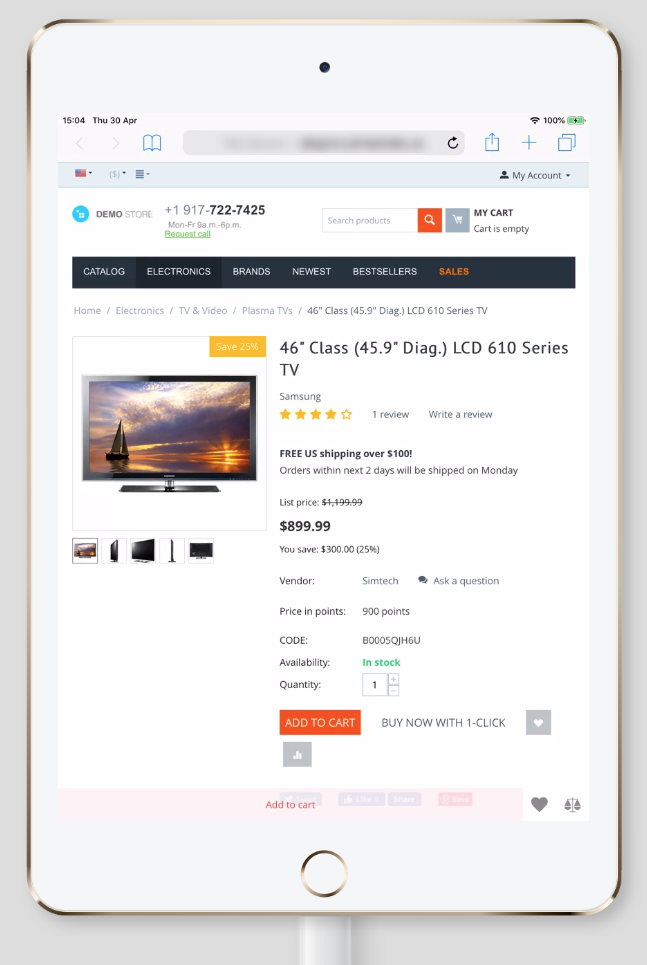 15:04 Thu 30 Apr
100%
($)
My Account
DEMO STORE
+1 917-722-7425
Mon-Fr 9a.m.-6p.m.
Request call
Search products
MY CART
Cart is empty
CATALOG ELECTRONICS BRANDS NEWEST BESTSELLERS SALES
Home / Electronics / TV & Video / Plasma TVs / 46" Class (45.9" Diag.) LCD 610 Series TV
Save 25%
46" Class (45.9" Diag.) LCD 610 Series
TV
Samsung
1 review Write a review
FREE US shipping over $100!
Orders within next 2 days will be shipped on Monday
List price: $1,199.99
$899.99
You save: $300.00 (25%)
Vendor: Simtech Ask a question
Price in points: 900 points
CODE: B0005QJH6U
Availability: In stock
Quantity: 1 + −
ADD TO CART BUY NOW WITH 1-CLICK
Add to cart
Like 0 Share Save